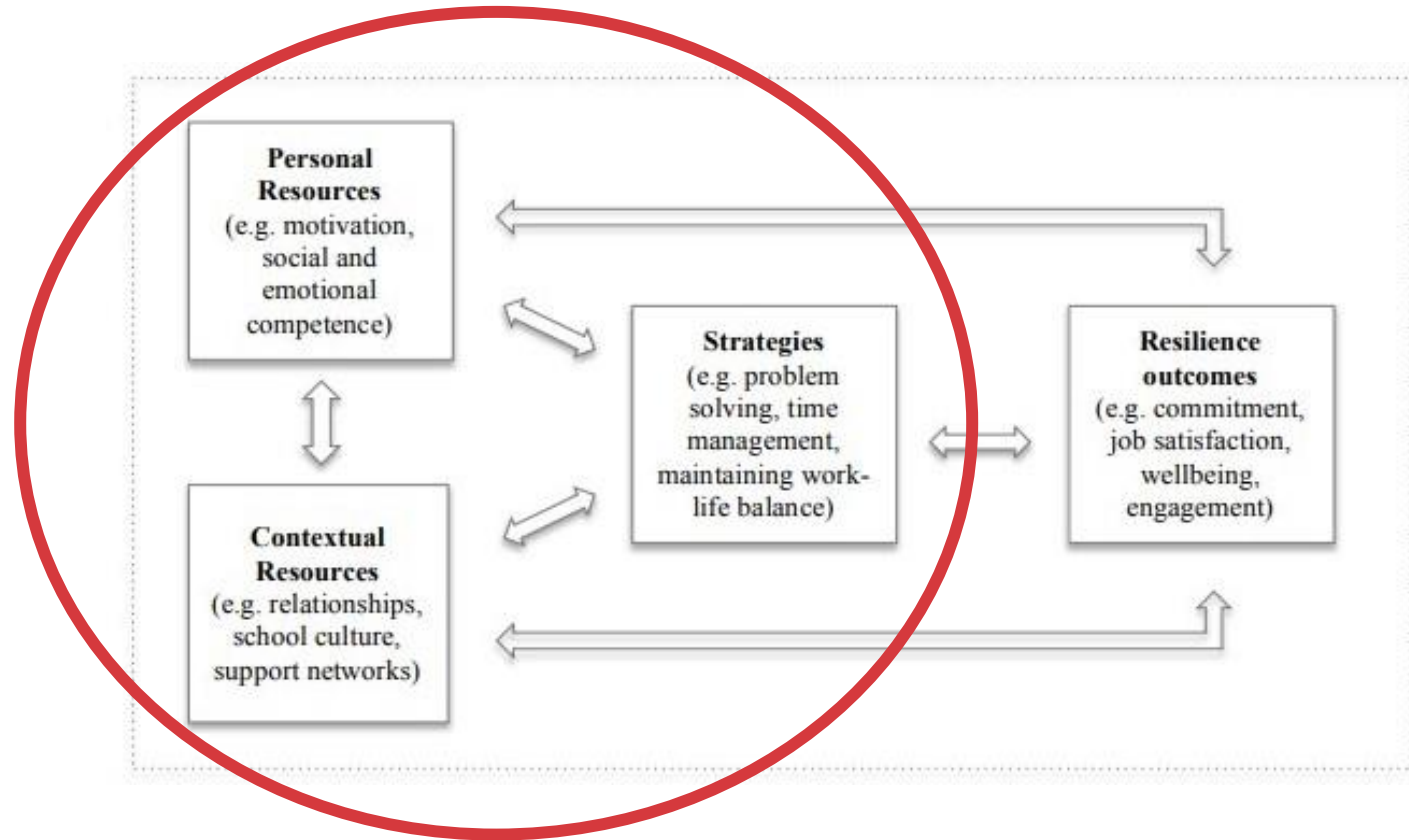 Personal
Resources
(e.g. motivation,
social and
emotional
competence)
Contextual
Resources
(e.g. relationships,
school culture,
support networks)
Strategies
(e.g. problem
solving, time
management,
maintaining work-
life balance)
Resilience
outcomes
(e.g. commitment,
job satisfaction,
wellbeing,
engagement)